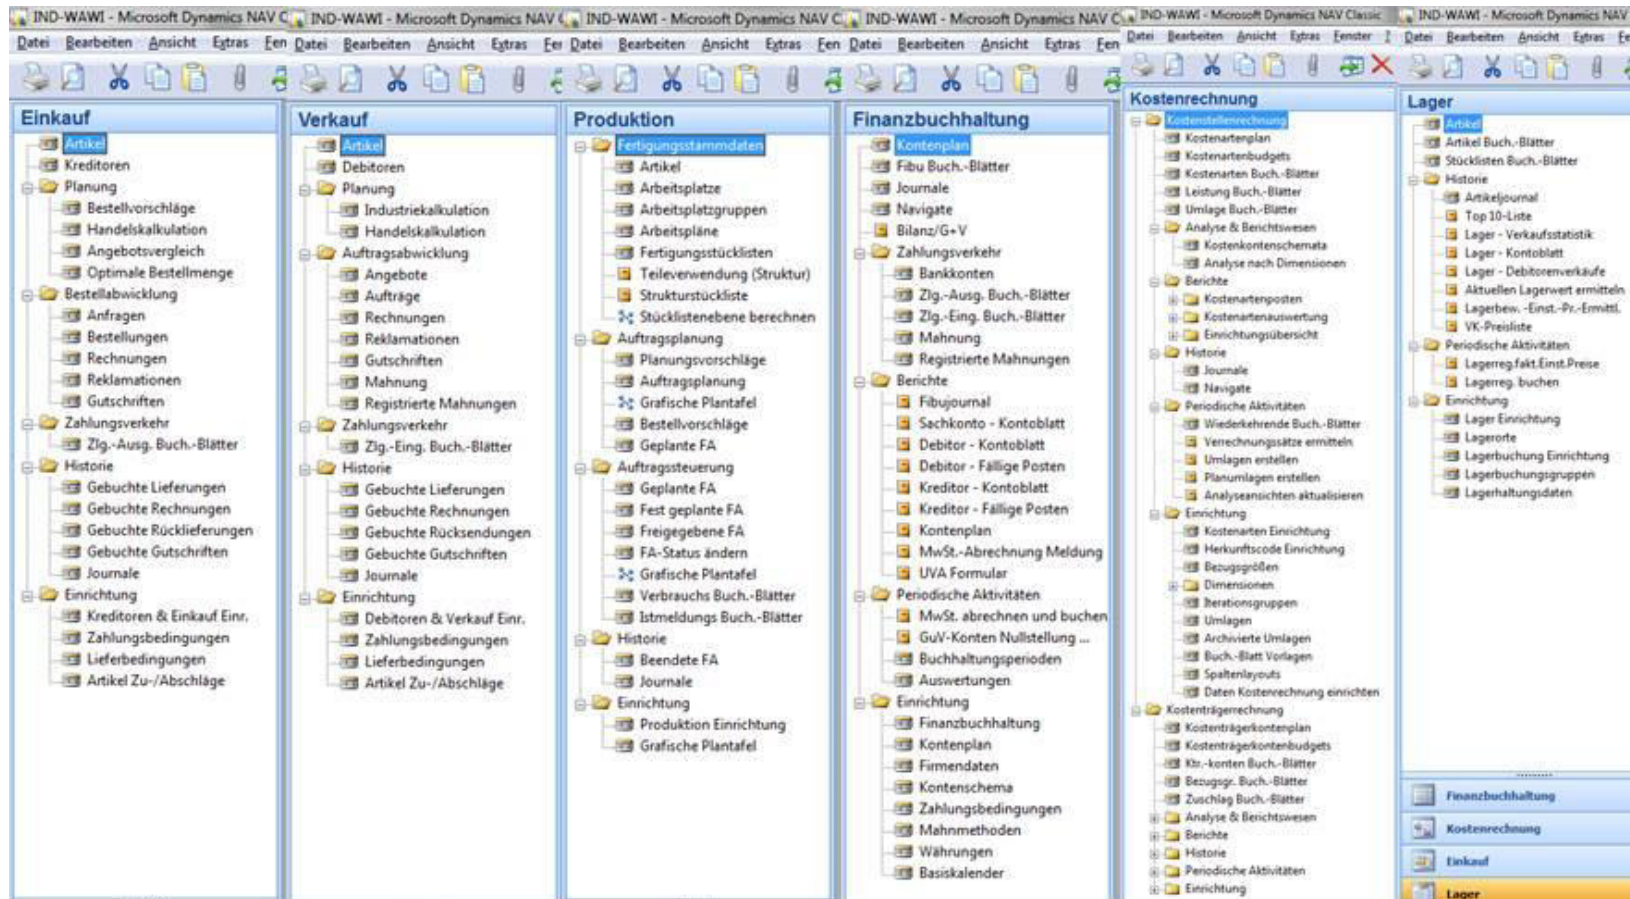 IND-WAWI - Microsoft Dynamics NAV C
Datei Bearbeiten Ansicht Extras Fen
Einkauf
Artikel
Kreditoren
Planung
Bestellvorschläge
Handelskalkulation
Angebotsvergleich
Optimale Bestellmenge
Bestellabwicklung
Anfragen
Bestellungen
Rechnungen
Reklamationen
Gutschriften
Zahlungsverkehr
Zlg.-Ausg. Buch.-Blätter
Historie
Gebuchte Lieferungen
Gebuchte Rechnungen
Gebuchte Rücklieferungen
Gebuchte Gutschriften
Journale
Einrichtung
Kreditoren & Einkauf Einr.
Zahlungsbedingungen
Lieferbedingungen
Artikel Zu-/Abschläge
IND-WAWI - Microsoft Dynamics NAV
Datei Bearbeiten Ansicht Extras Fen
Verkauf
Artikel
Debitoren
Planung
Industriekalkulation
Handelskalkulation
Auftragsabwicklung
Angebote
Aufträge
Rechnungen
Reklamationen
Gutschriften
Mahnung
Registrierte Mahnungen
Zahlungsverkehr
Zlg.-Eing. Buch.-Blätter
Historie
Gebuchte Lieferungen
Gebuchte Rechnungen
Gebuchte Rücksendungen
Gebuchte Gutschriften
Journale
Einrichtung
Debitoren & Verkauf Einr.
Zahlungsbedingungen
Lieferbedingungen
Artikel Zu-/Abschläge
IND-WAWI - Microsoft Dynamics NAV C
Datei Bearbeiten Ansicht Extras Fen
Produktion
Fertigungsstammdaten
Artikel
Arbeitsplatze
Arbeitsplatzgruppen
Arbeitspläne
Fertigungsstücklisten
Teileverwendung (Struktur)
Strukturstückliste
Stücklistenebene berechnen
Auftragsplanung
Planungsvorschläge
Auftragsplanung
Grafische Plantafel
Bestellvorschläge
Geplante FA
Auftragssteuerung
Geplante FA
Fest geplante FA
Freigegebene FA
FA-Status ändern
Grafische Plantafel
Verbrauchs Buch.-Blätter
Istmeldungs Buch.-Blätter
Historie
Beendete FA
Journale
Einrichtung
Produktion Einrichtung
Grafische Plantafel
IND-WAWI - Microsoft Dynamics NAV C
Datei Bearbeiten Ansicht Extras Fen
Finanzbuchhaltung
Kontenplan
Fibu Buch.-Blätter
Journale
Navigate
Bilanz/G+V
Zahlungsverkehr
Bankkonten
Zlg.-Ausg. Buch.-Blätter
Zlg.-Eing. Buch.-Blätter
Mahnung
Registrierte Mahnungen
Berichte
Fibujournal
Sachkonto - Kontoblatt
Debitor - Kontoblatt
Debitor - Fällige Posten
Kreditor - Kontoblatt
Kreditor - Fällige Posten
Kontenplan
MwSt.-Abrechnung Meldung
UVA Formular
Periodische Aktivitäten
MwSt. abrechnen und buchen
GuV-Konten Nullstellung ...
Buchhaltungsperioden
Auswertungen
Einrichtung
Finanzbuchhaltung
Kontenplan
Firmendaten
Kontenschema
Zahlungsbedingungen
Mahnmethoden
Währungen
Basiskalender
IND-WAWI - Microsoft Dynamics NAV Classic
Datei Bearbeiten Ansicht Extras Fenster ?
Kostenrechnung
Kostenstellenrechnung
Kostenartenplan
Kostenartenbudgets
Kostenarten Buch.-Blätter
Leistung Buch.-Blätter
Umlage Buch.-Blätter
Analyse & Berichtswesen
Kostenkontenschemata
Analyse nach Dimensionen
Berichte
Kostenartenposten
Kostenartenauswertung
Einrichtungsübersicht
Historie
Journale
Navigate
Periodische Aktivitäten
Wiederkehrende Buch.-Blätter
Verrechnungssätze ermitteln
Umlagen erstellen
Planumlagen erstellen
Analyseansichten aktualisieren
Einrichtung
Kostenarten Einrichtung
Herkunftscode Einrichtung
Bezugsgrößen
Dimensionen
Iterationsgruppen
Umlagen
Archivierte Umlagen
Buch.-Blatt Vorlagen
Spaltenlayouts
Daten Kostenrechnung einrichten
Kostenträgerrechnung
Kostenträgerkontenplan
Kostenträgerkontenbudgets
Ktr.-konten Buch.-Blätter
Bezugsgr. Buch.-Blätter
Zuschlag Buch.-Blätter
Analyse & Berichtswesen
Berichte
Historie
Periodische Aktivitäten
Einrichtung
IND-WAWI - Microsoft Dynamics NAV
Datei Bearbeiten Ansicht Extras Fe
Lager
Artikel
Artikel Buch.-Blätter
Stücklisten Buch.-Blätter
Historie
Artikeljournal
Top 10-Liste
Lager - Verkaufsstatistik
Lager - Kontoblatt
Lager - Debitorenverkäufe
Aktuellen Lagerwert ermitteln
Lagerbew. -Einst.-Pr.-Ermittl.
VK-Preisliste
Periodische Aktivitäten
Lagerreg.fakt.Einst.Preise
Lagerreg. buchen
Einrichtung
Lager Einrichtung
Lagerorte
Lagerbuchung Einrichtung
Lagerbuchungsgruppen
Lagerhaltungsdaten
Finanzbuchhaltung
Kostenrechnung
Einkauf
Lager